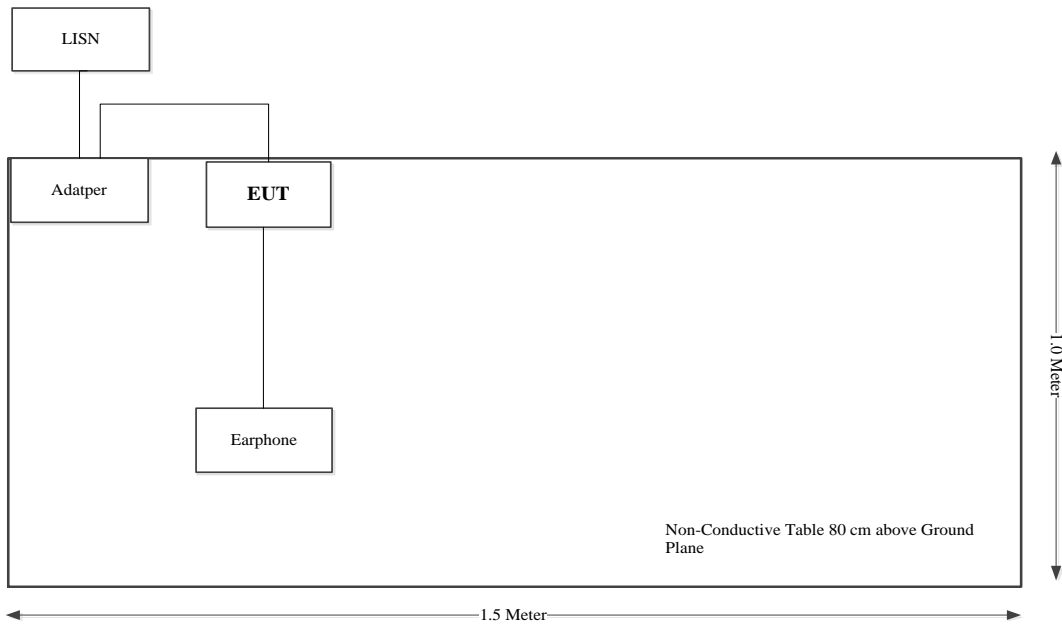 LISN
Adatper
EUT
Earphone
Non-Conductive Table 80 cm above Ground
Plane
1.0 Meter
1.5 Meter